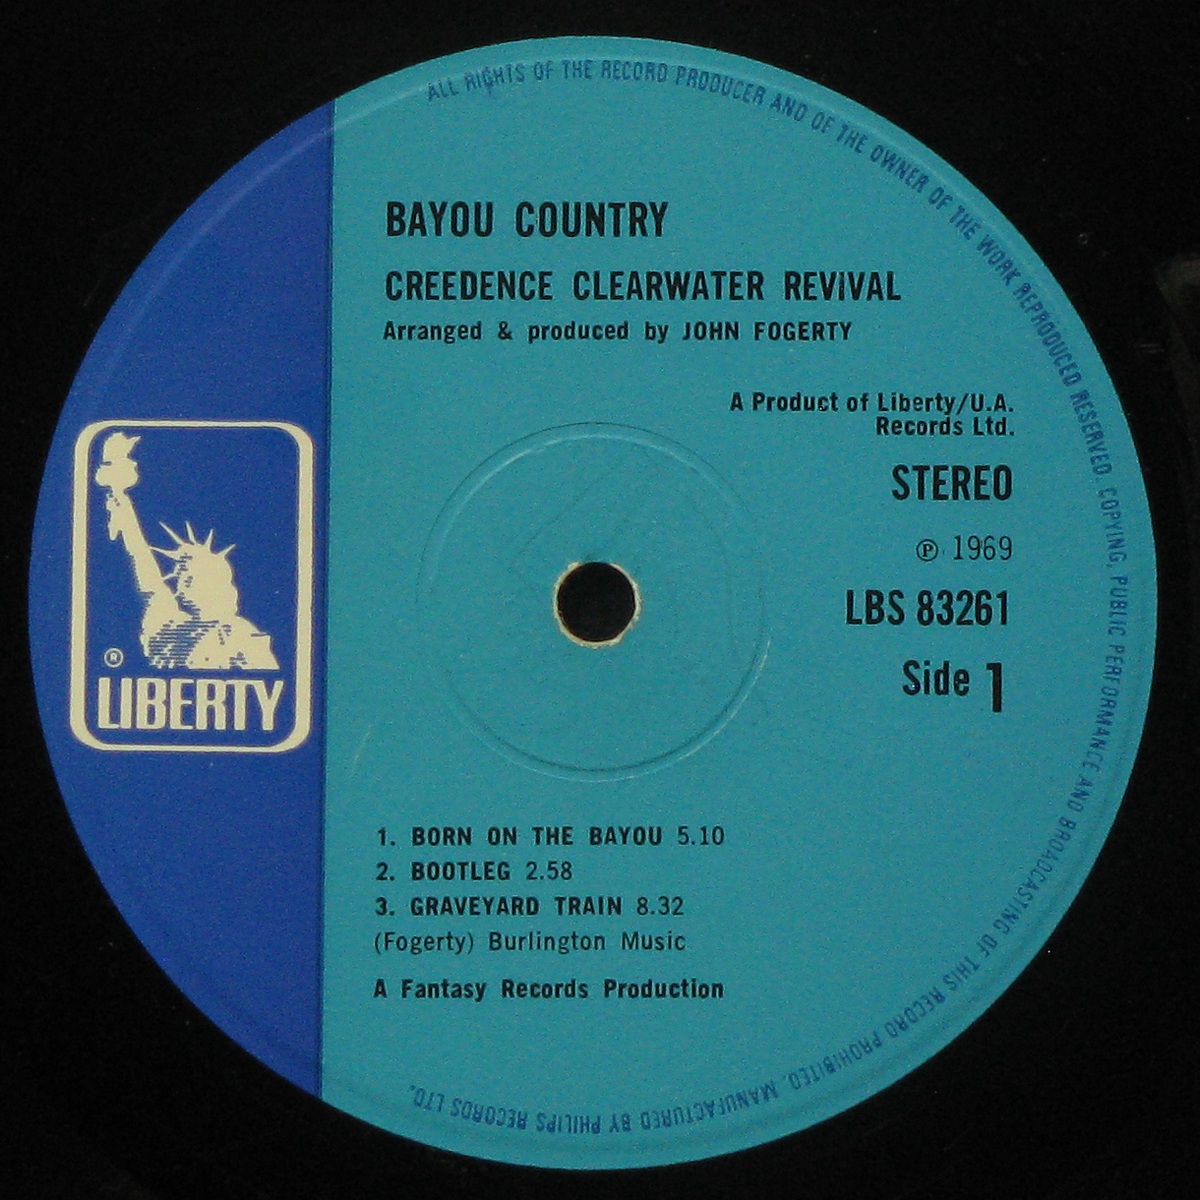 ALL RIGHTS OF THE RECORD PRODUCER AND OF THE OWNER OF THE WORK REPRODUCED RESERVED. COPYING, PUBLIC PERFORMANCE AND BROADCASTING OF THIS RECORD PROHIBITED. MANUFACTURED BY PHILIPS RECORDS LTD.
BAYOU COUNTRY
CREEDENCE CLEARWATER REVIVAL
Arranged & produced by JOHN FOGERTY
A Product of Liberty/U.A.
Records Ltd.
STEREO
℗ 1969
LBS 83261
Side 1
®
LIBERTY
1. BORN ON THE BAYOU 5.10
2. BOOTLEG 2.58
3. GRAVEYARD TRAIN 8.32
(Fogerty) Burlington Music
A Fantasy Records Production